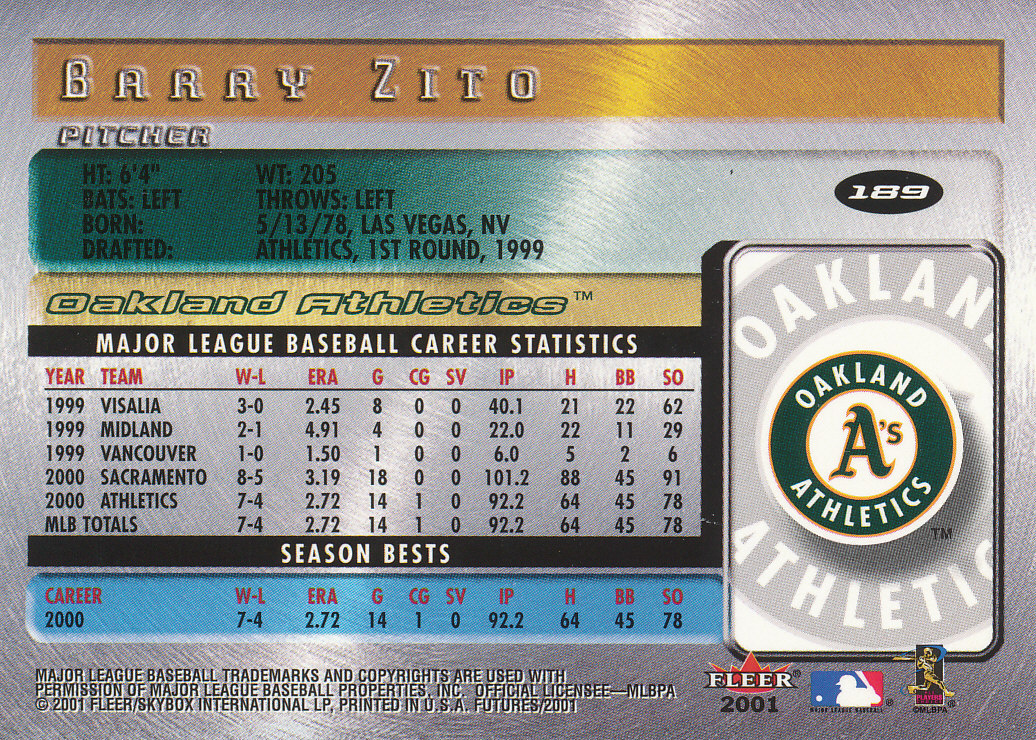 BARRY ZITO
PITCHER
HT: 6'4" WT: 205
BATS: LEFT THROWS: LEFT
BORN: 5/13/78, LAS VEGAS, NV
DRAFTED: ATHLETICS, 1ST ROUND, 1999
189
Oakland Athletics™
MAJOR LEAGUE BASEBALL CAREER STATISTICS
YEAR TEAM W-L ERA G CG SV IP H BB SO
1999 VISALIA 3-0 2.45 8 0 0 40.1 21 22 62
1999 MIDLAND 2-1 4.91 4 0 0 22.0 22 11 29
1999 VANCOUVER 1-0 1.50 1 0 0 6.0 5 2 6
2000 SACRAMENTO 8-5 3.19 18 0 0 101.2 88 45 91
2000 ATHLETICS 7-4 2.72 14 1 0 92.2 64 45 78
MLB TOTALS 7-4 2.72 14 1 0 92.2 64 45 78
SEASON BESTS
CAREER W-L ERA G CG SV IP H BB SO
2000 7-4 2.72 14 1 0 92.2 64 45 78
OAKLAN
OAKLAND
A's
ATHLETICS
TM
ATHLETIC
MAJOR LEAGUE BASEBALL TRADEMARKS AND COPYRIGHTS ARE USED WITH
PERMISSION OF MAJOR LEAGUE BASEBALL PROPERTIES, INC. OFFICIAL LICENSEE—MLBPA
© 2001 FLEER/SKYBOX INTERNATIONAL LP, PRINTED IN U.S.A. FUTURES/2001
FLEER®
2001
MAJOR LEAGUE BASEBALL®
PLAYERS
®
©MLBPA